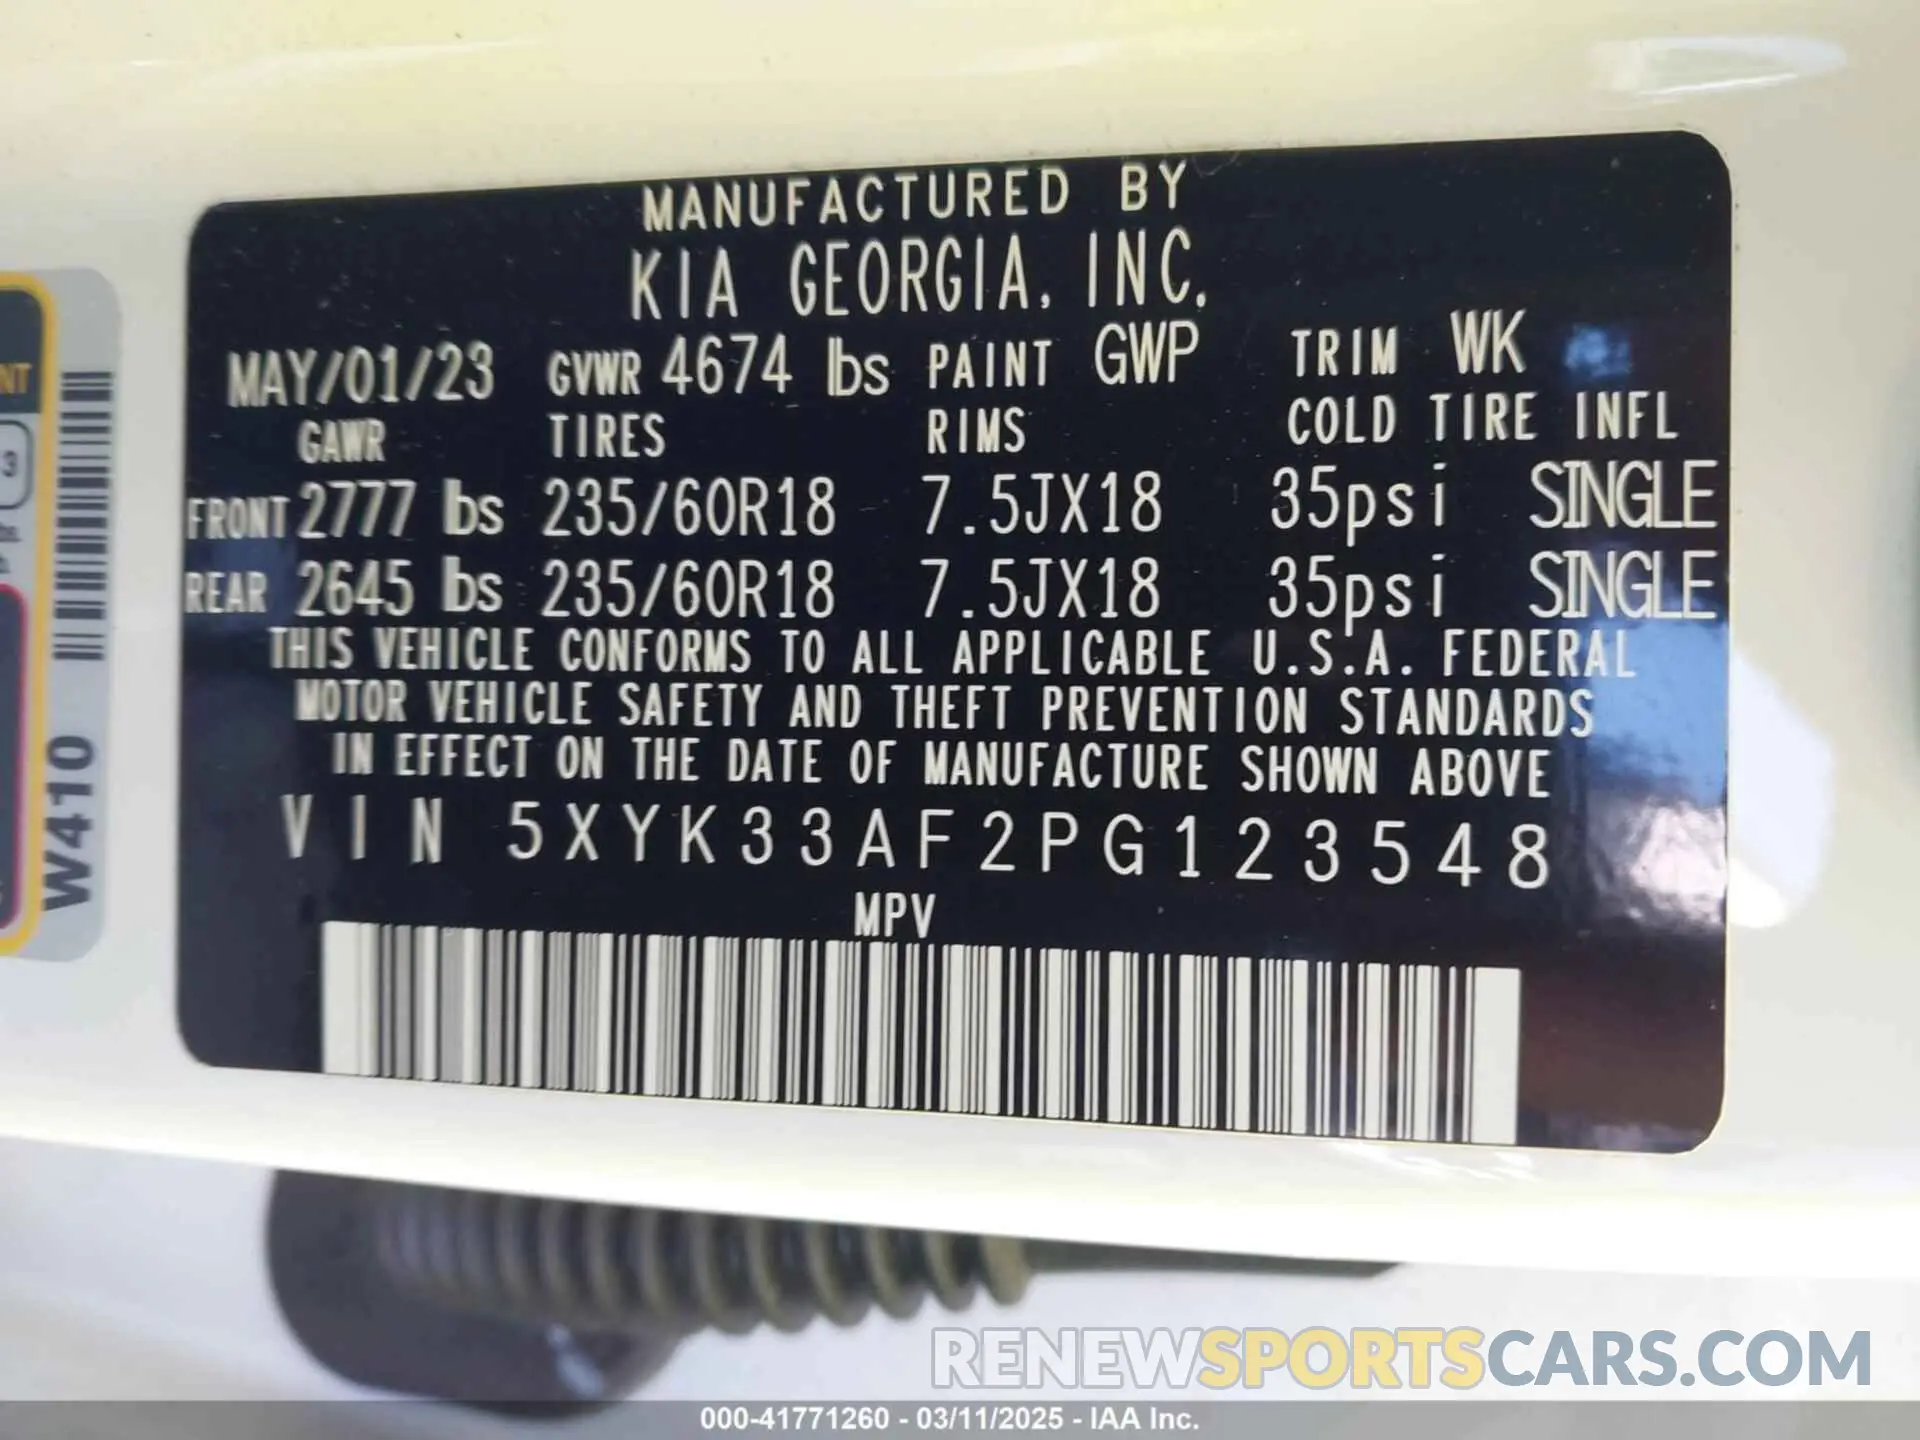 MANUFACTURED BY
KIA GEORGIA, INC.
MAY/01/23 GVWR 4674 lbs PAINT GWP TRIM WK
GAWR TIRES RIMS COLD TIRE INFL
FRONT 2777 lbs 235/60R18 7.5JX18 35psi SINGLE
REAR 2645 lbs 235/60R18 7.5JX18 35psi SINGLE
THIS VEHICLE CONFORMS TO ALL APPLICABLE U.S.A. FEDERAL
MOTOR VEHICLE SAFETY AND THEFT PREVENTION STANDARDS
IN EFFECT ON THE DATE OF MANUFACTURE SHOWN ABOVE
VIN 5XYK33AF2PG123548
MPV
W410
RENEWSPORTSCARS.COM
000-41771260 - 03/11/2025 - IAA Inc.